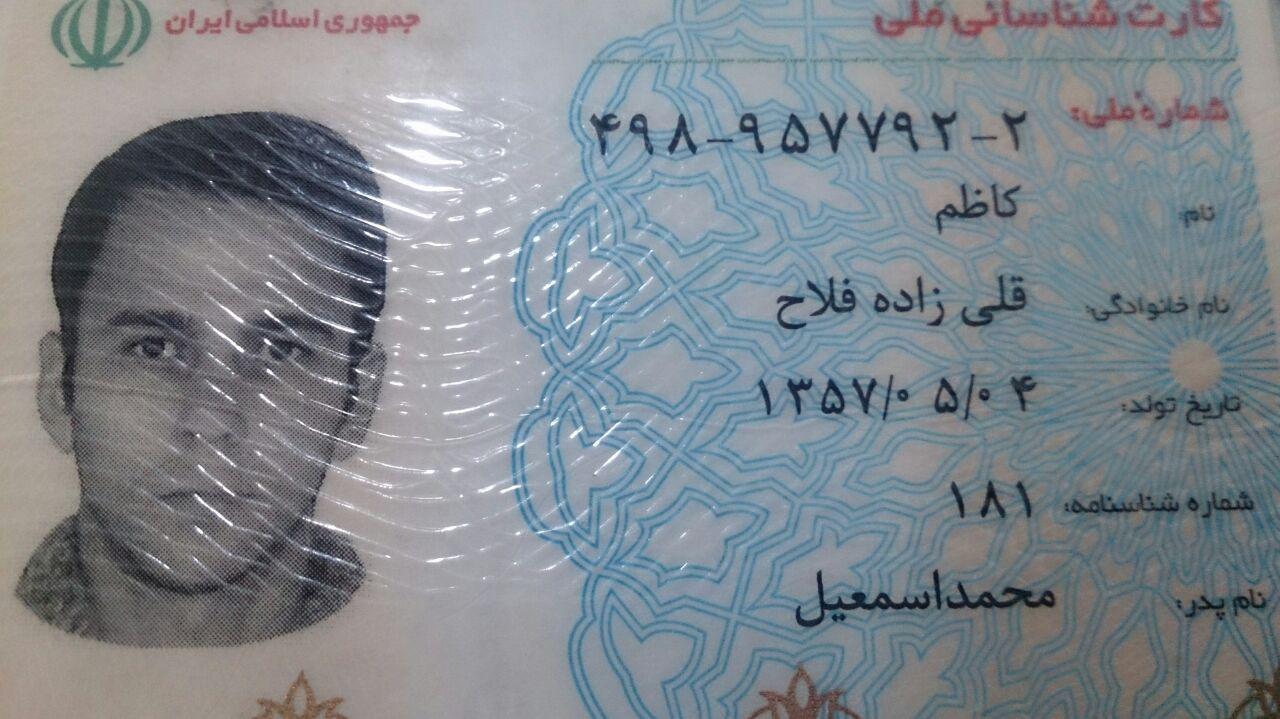 جمهوری اسلامی ایران
کارت شناسائی ملی
شماره ملی: ۴۹۸-۹۵۷۷۹۲-۲
نام: کاظم
نام خانوادگی: قلی زاده فلاح
تاریخ تولد: ۱۳۵۷/۰۵/۰۴
شماره شناسنامه: ۱۸۱
نام پدر: محمداسمعیل